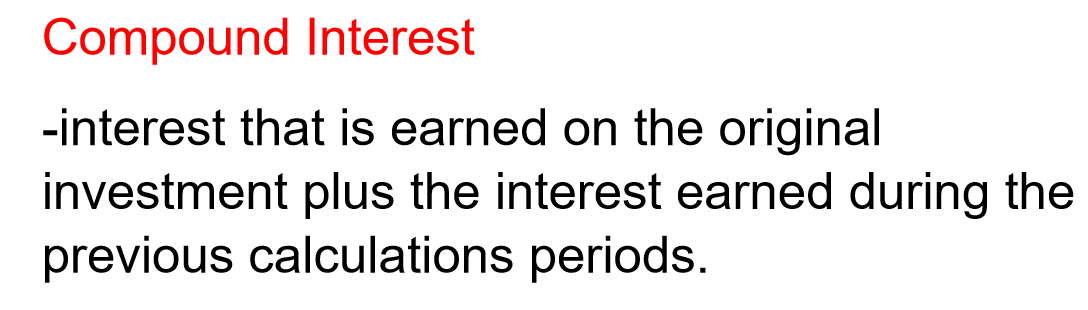 Compound Interest
-interest that is earned on the original
investment plus the interest earned during the
previous calculations periods.